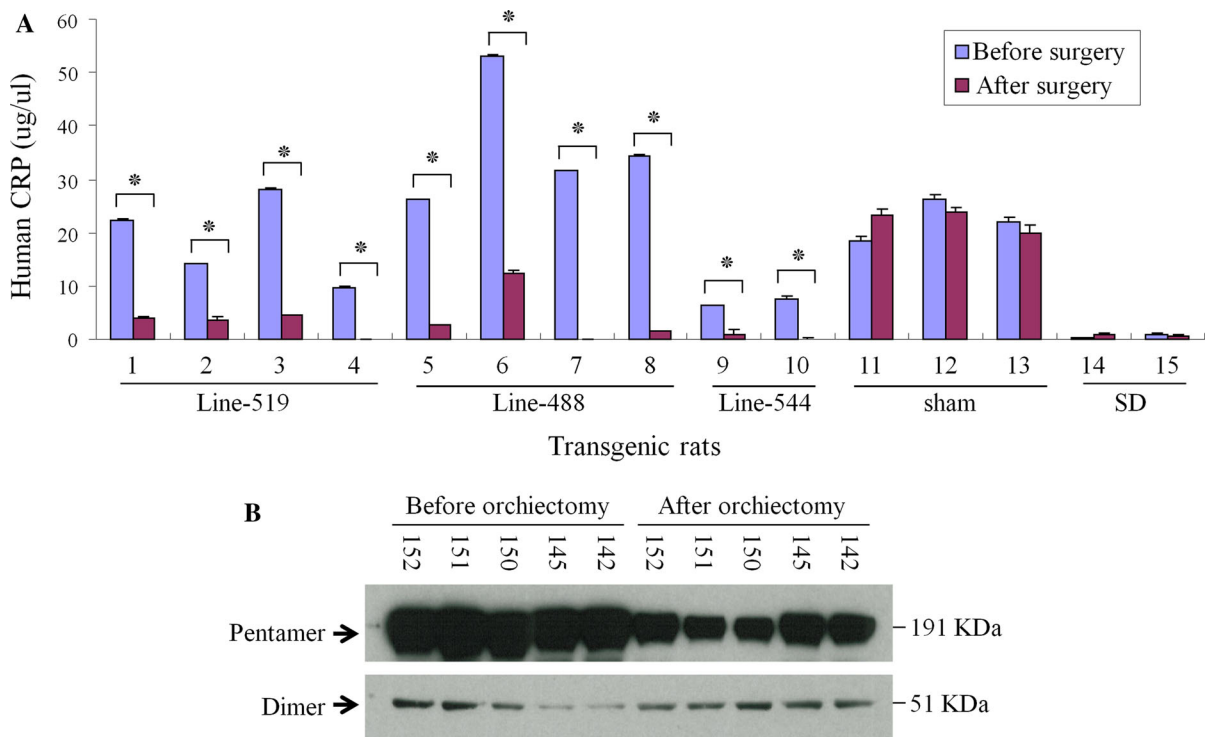 A
Human CRP (ug/ul)
60
50
40
30
20
10
0
Before surgery
After surgery
* * * * * * * * * *
1 2 3 4 5 6 7 8 9 10 11 12 13 14 15
Line-519 Line-488 Line-544 sham SD
Transgenic rats
B
Before orchiectomy After orchiectomy
152 151 150 145 142 152 151 150 145 142
Pentamer 191 KDa
Dimer 51 KDa